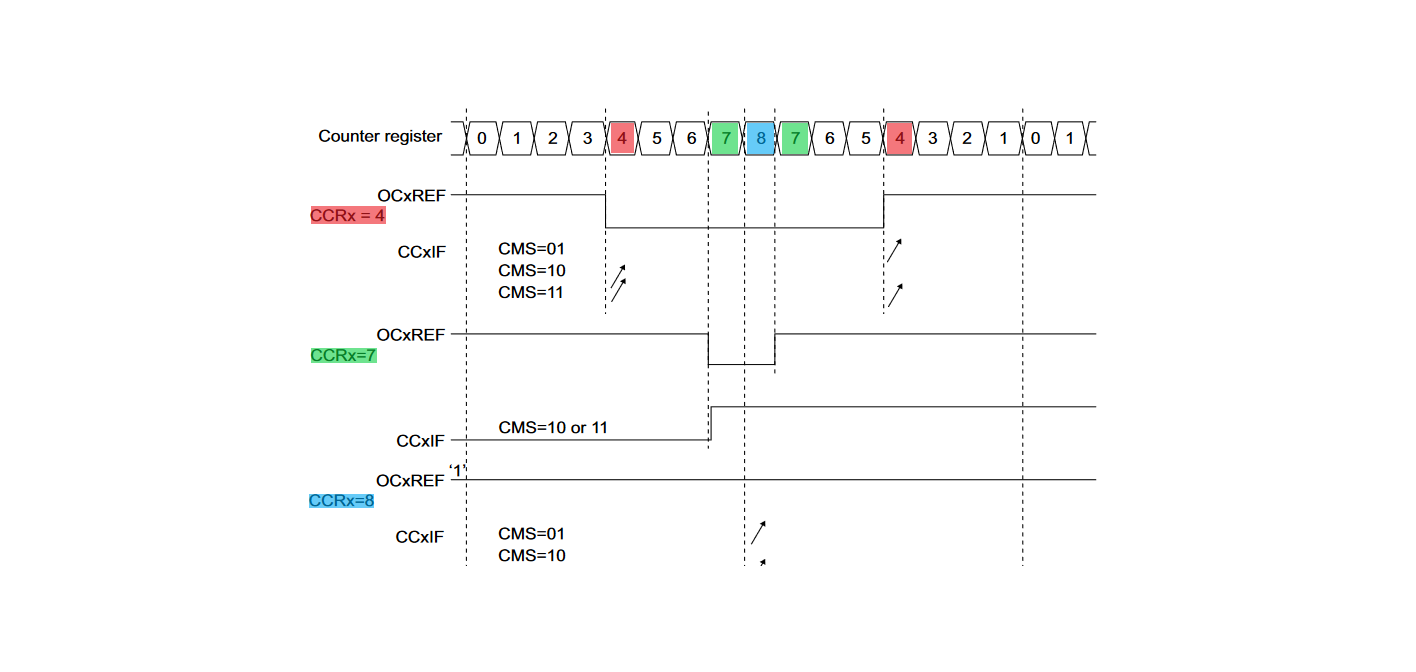 Counter register 0 1 2 3 4 5 6 7 8 7 6 5 4 3 2 1 0 1
OCxREF
CCRx = 4
CCxIF CMS=01
CMS=10
CMS=11
OCxREF
CCRx=7
CMS=10 or 11
CCxIF
'1'
OCxREF
CCRx=8
CCxIF CMS=01
CMS=10